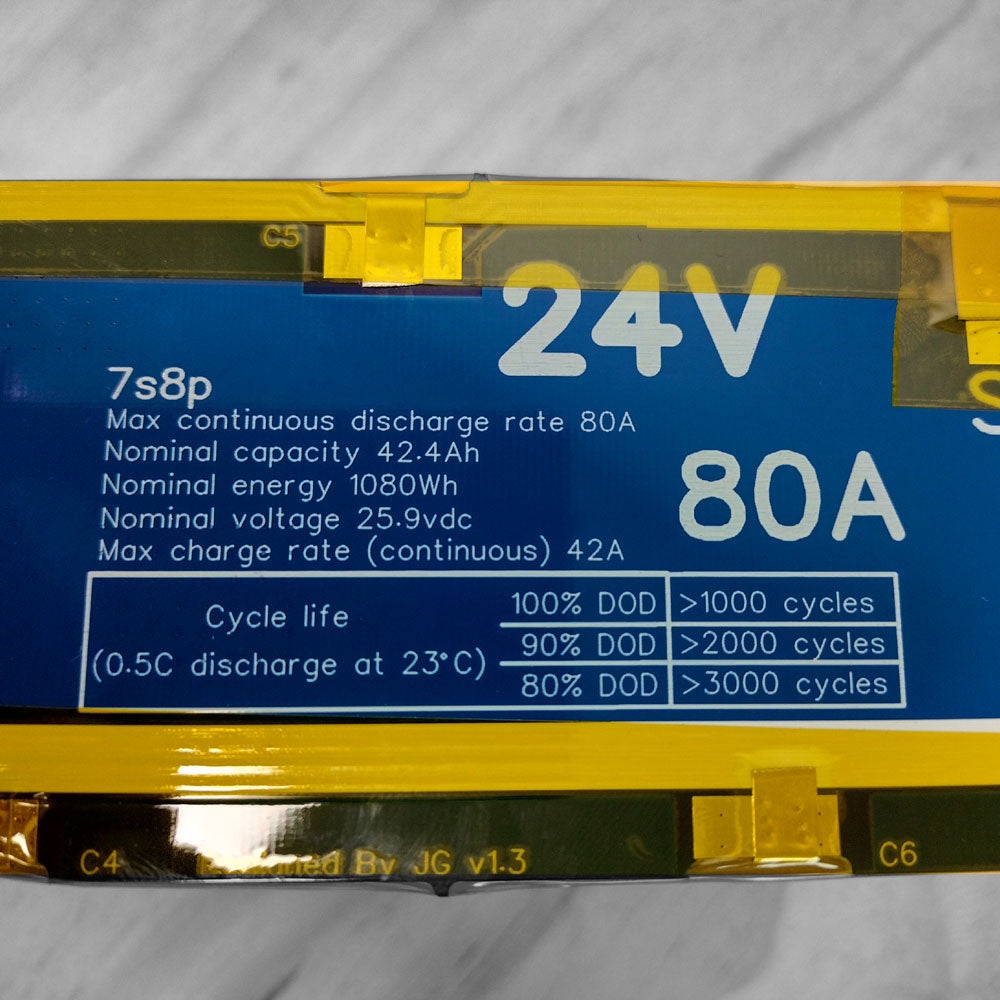 C5
24V
7s8p
Max continuous discharge rate 80A
Nominal capacity 42.4Ah
Nominal energy 1080Wh
Nominal voltage 25.9vdc
Max charge rate (continuous) 42A
80A
Cycle life
(0.5C discharge at 23°C)
100% DOD >1000 cycles
90% DOD >2000 cycles
80% DOD >3000 cycles
C4
By JG v1.3
C6